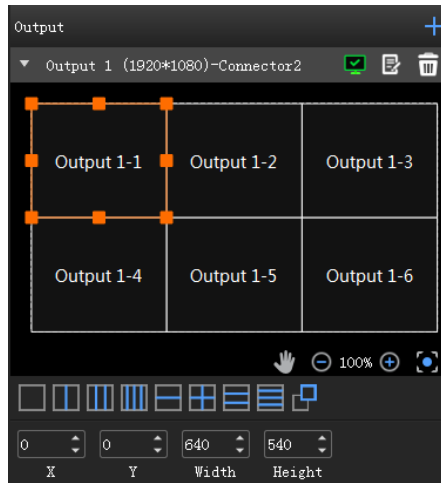 Output
Output 1 (1920*1080)-Connector2
Output 1-1 Output 1-2 Output 1-3
Output 1-4 Output 1-5 Output 1-6
100%
0 0 640 540
X Y Width Height